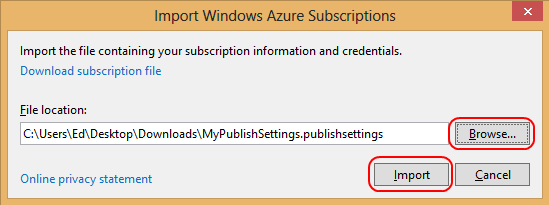 Import Windows Azure Subscriptions
Import the file containing your subscription information and credentials.
Download subscription file
File location:
C:\Users\Ed\Desktop\Downloads\MyPublishSettings.publishsettings
Browse...
Online privacy statement
Import
Cancel